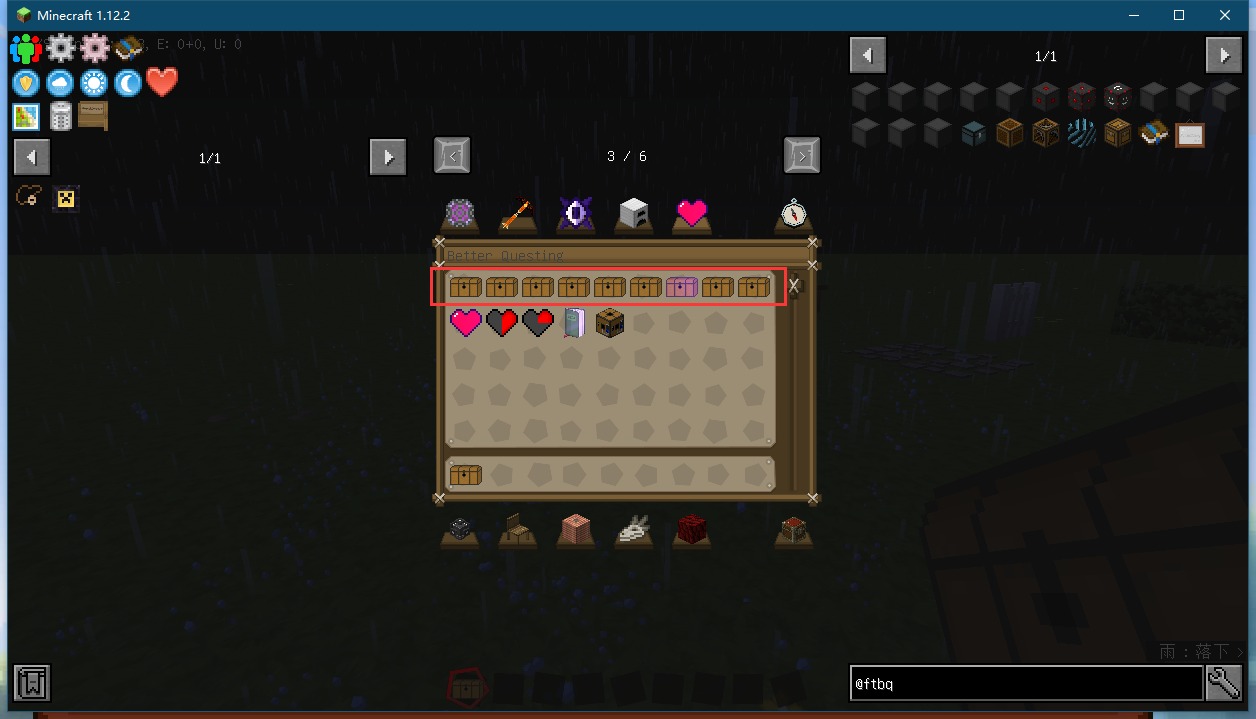 Minecraft 1.12.2
, E: 0+0, U: 0
1/1
1/1
3 / 6
Better Questing
X
雨：落下 >
@ftbq